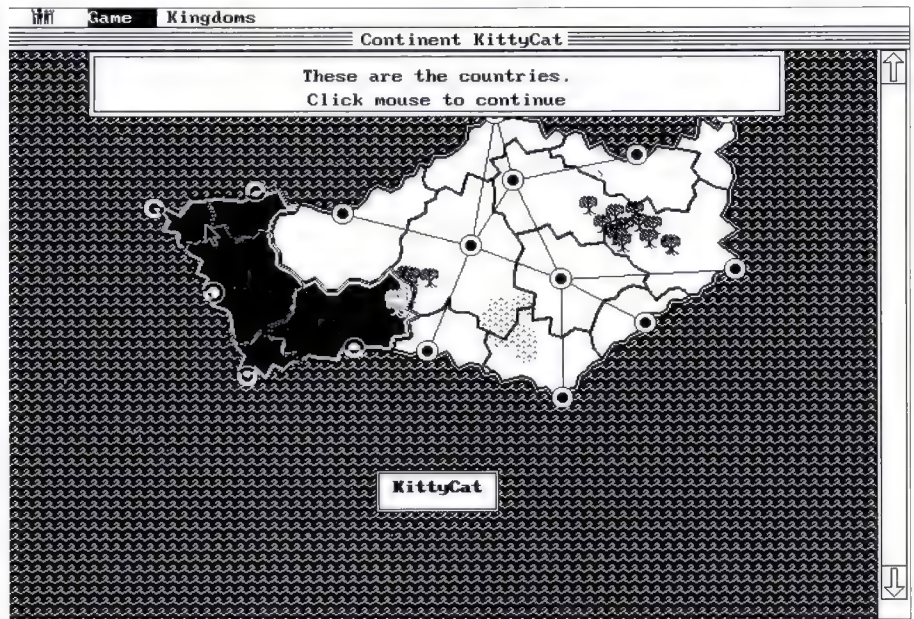 Game Kingdoms
Continent KittyCat
These are the countries.
Click mouse to continue
KittyCat